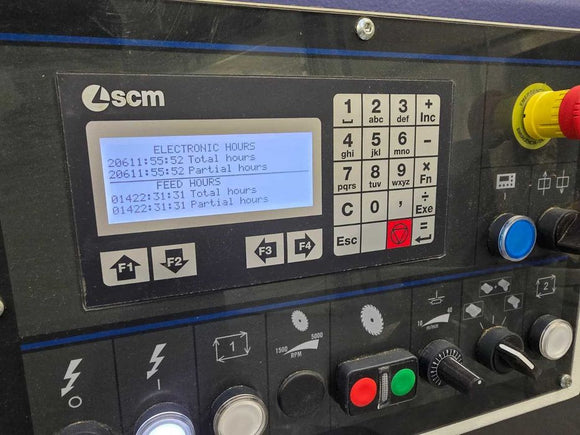 scm
ELECTRONIC HOURS
20611:55:52 Total hours
20611:55:52 Partial hours
FEED HOURS
01422:31:31 Total hours
01422:31:31 Partial hours
F1
F2
F3
F4
1 2 abc 3 def + Inc
4 ghi 5 jkl 6 mno -
7 pqrs 8 tuv 9 wxyz × Fn
C 0 , ÷ Exe
Esc =
1500 5000
RPM
1
2
m/min